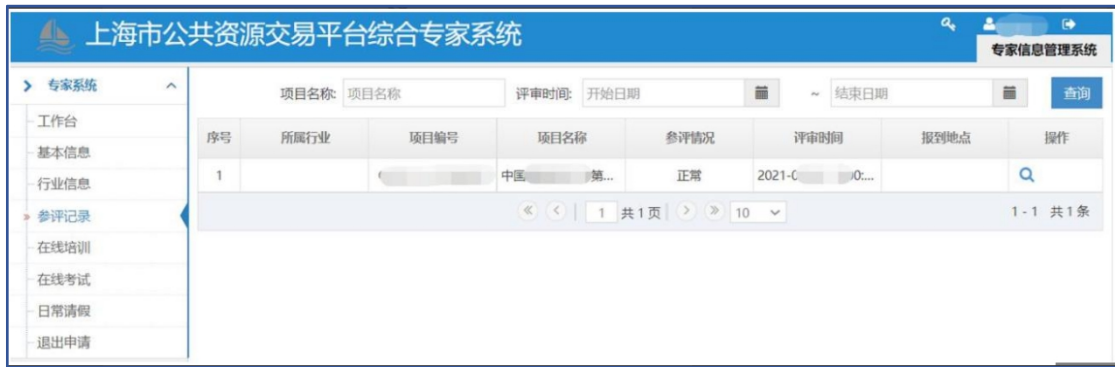 上海市公共资源交易平台综合专家系统
专家信息管理系统
专家系统
项目名称: 项目名称 评审时间: 开始日期 ~ 结束日期 查询
工作台
基本信息
行业信息
参评记录
在线培训
在线考试
日常请假
退出申请
序号 所属行业 项目编号 项目名称 参评情况 评审时间 报到地点 操作
1 中国 第... 正常 2021-0 0:...
1 共1页 10 1-1 共1条